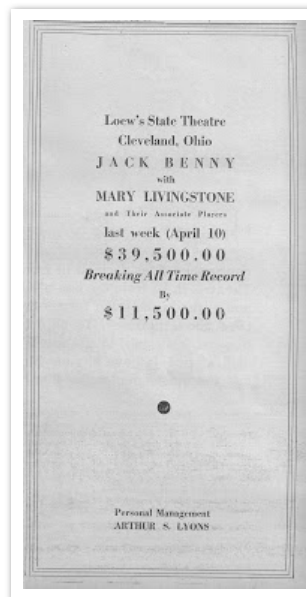 Loew's State Theatre
Cleveland, Ohio
JACK BENNY
with
MARY LIVINGSTONE
and Their Associate Players
last week (April 10)
$39,500.00
Breaking All Time Record
By
$11,500.00
Personal Management
ARTHUR S. LYONS